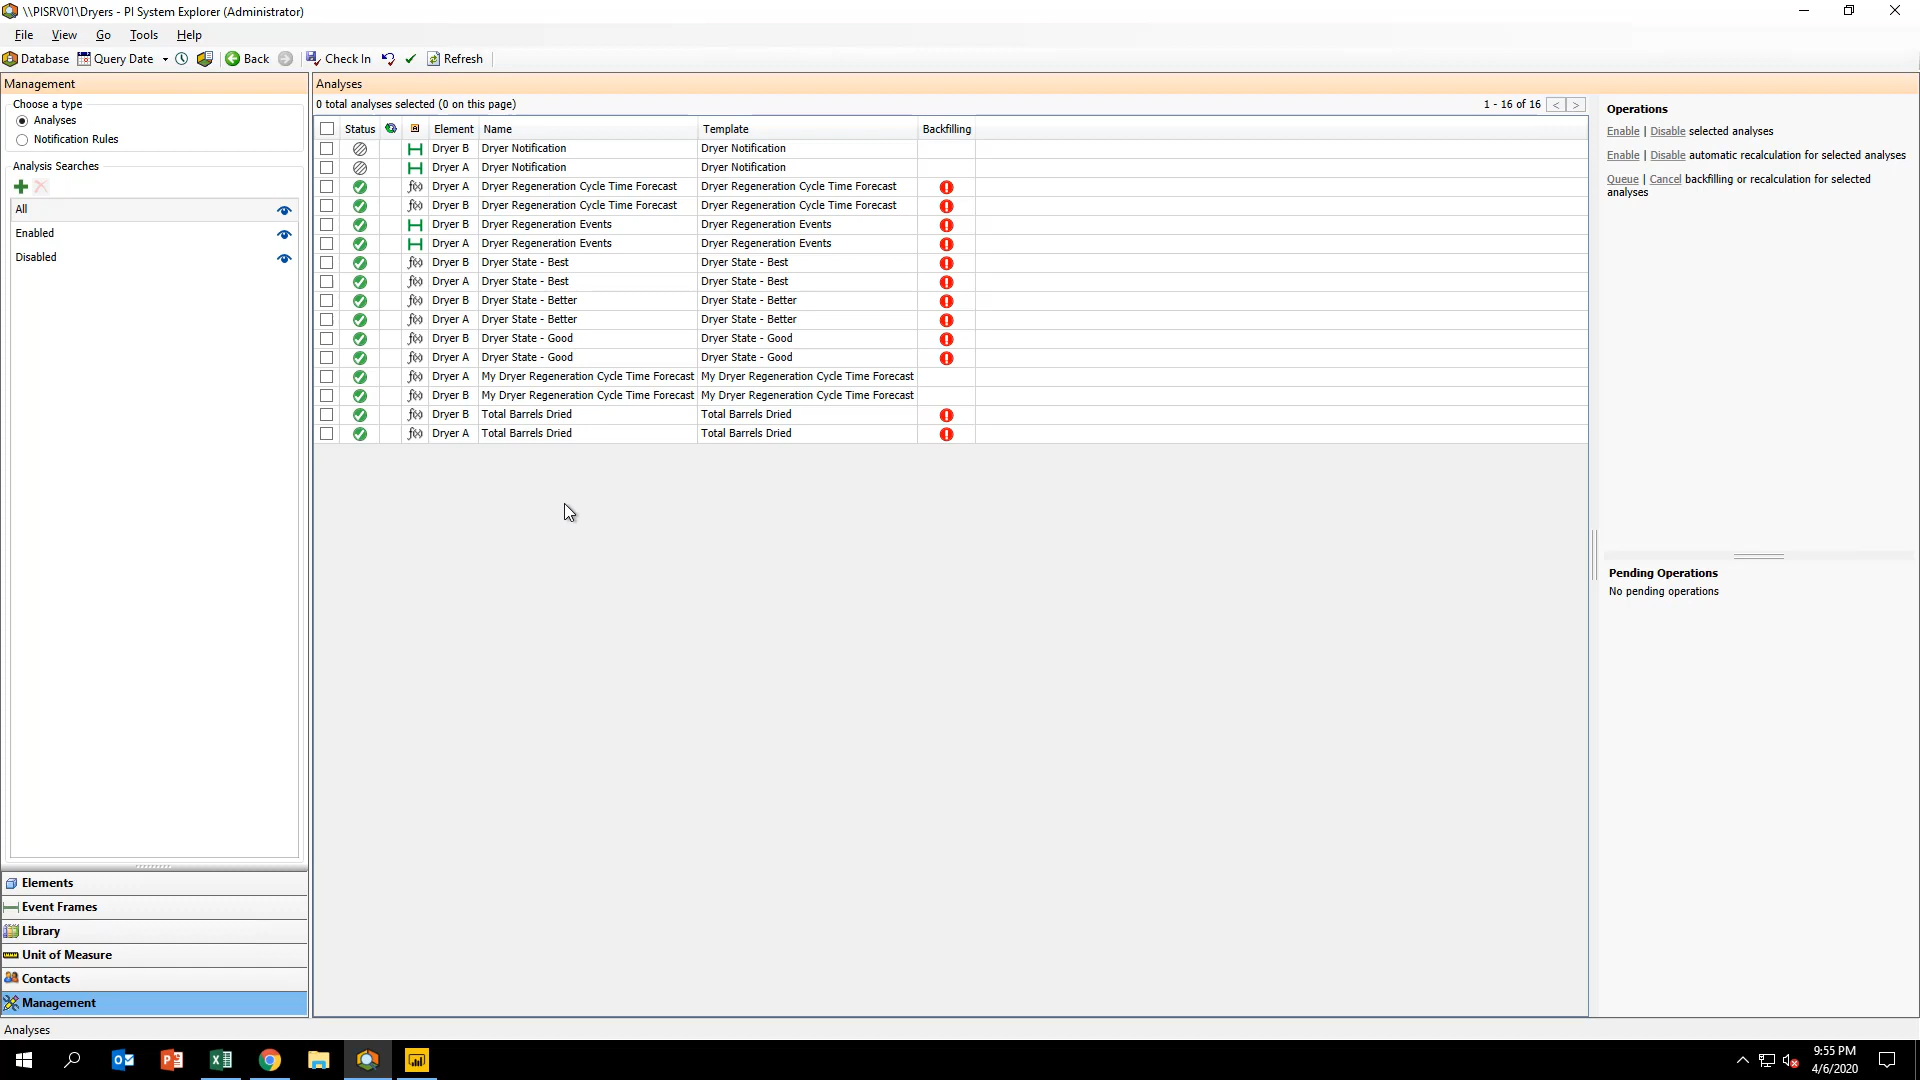 \\PISRV01\Dryers - PI System Explorer (Administrator)
File View Go Tools Help
Database Query Date Back Check In Refresh
Management
Choose a type
Analyses
Notification Rules
Analysis Searches
All
Enabled
Disabled
Elements
Event Frames
Library
Unit of Measure
Contacts
Management
Analyses
0 total analyses selected (0 on this page) 1 - 16 of 16 < >
Status Element Name Template Backfilling
Dryer B Dryer Notification Dryer Notification
Dryer A Dryer Notification Dryer Notification
f(x) Dryer A Dryer Regeneration Cycle Time Forecast Dryer Regeneration Cycle Time Forecast
f(x) Dryer B Dryer Regeneration Cycle Time Forecast Dryer Regeneration Cycle Time Forecast
Dryer B Dryer Regeneration Events Dryer Regeneration Events
Dryer A Dryer Regeneration Events Dryer Regeneration Events
f(x) Dryer B Dryer State - Best Dryer State - Best
f(x) Dryer A Dryer State - Best Dryer State - Best
f(x) Dryer B Dryer State - Better Dryer State - Better
f(x) Dryer A Dryer State - Better Dryer State - Better
f(x) Dryer B Dryer State - Good Dryer State - Good
f(x) Dryer A Dryer State - Good Dryer State - Good
f(x) Dryer A My Dryer Regeneration Cycle Time Forecast My Dryer Regeneration Cycle Time Forecast
f(x) Dryer B My Dryer Regeneration Cycle Time Forecast My Dryer Regeneration Cycle Time Forecast
f(x) Dryer B Total Barrels Dried Total Barrels Dried
f(x) Dryer A Total Barrels Dried Total Barrels Dried
Operations
Enable | Disable selected analyses
Enable | Disable automatic recalculation for selected analyses
Queue | Cancel backfilling or recalculation for selected
analyses
Pending Operations
No pending operations
Analyses
9:55 PM
4/6/2020